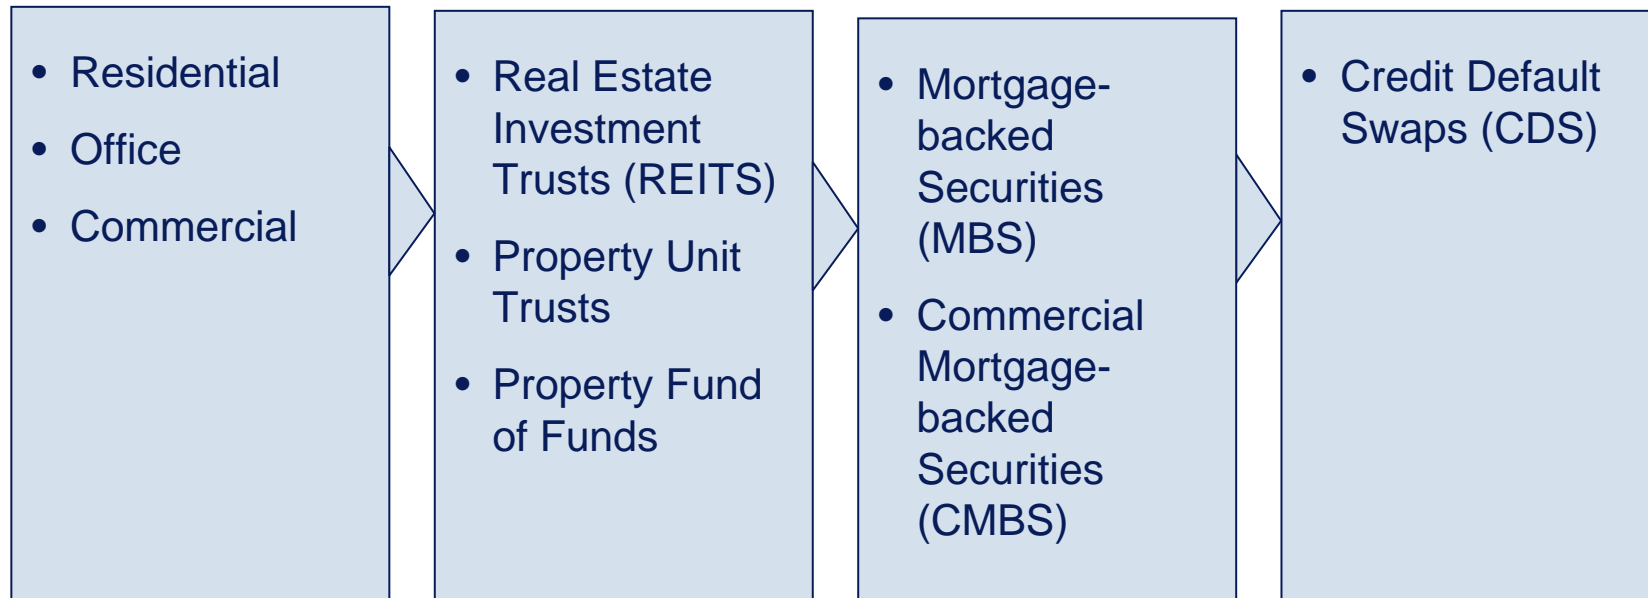 • Residential
• Office
• Commercial
• Real Estate
Investment
Trusts (REITS)
• Property Unit
Trusts
• Property Fund
of Funds
• Mortgage-
backed
Securities
(MBS)
• Commercial
Mortgage-
backed
Securities
(CMBS)
• Credit Default
Swaps (CDS)